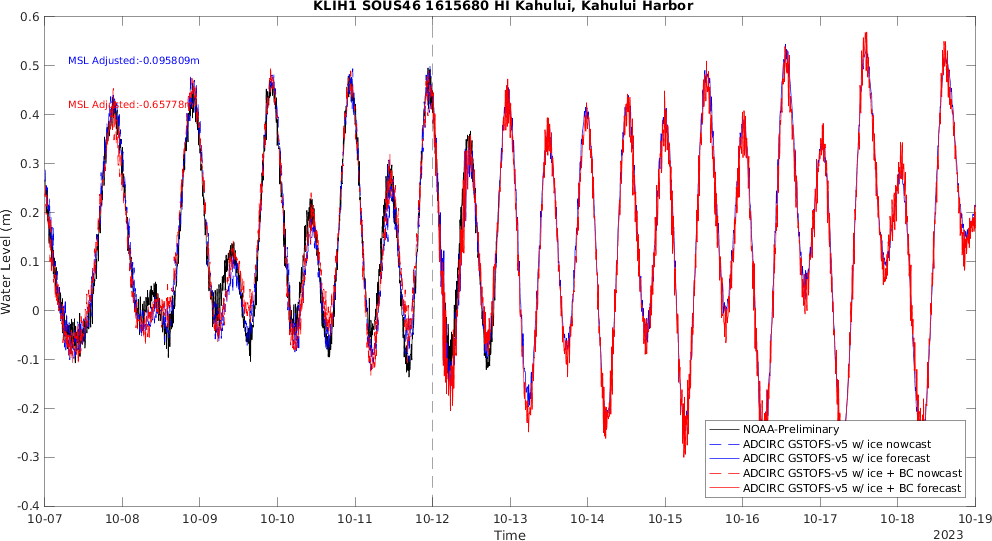 KLIH1 SOUS46 1615680 HI Kahului, Kahului Harbor
0.6
0.5
0.4
0.3
0.2
0.1
0
-0.1
-0.2
-0.3
-0.4
Water Level (m)
MSL Adjusted:-0.095809m
MSL Adjusted:-0.65778m
NOAA-Preliminary
ADCIRC GSTOFS-v5 w/ ice nowcast
ADCIRC GSTOFS-v5 w/ ice forecast
ADCIRC GSTOFS-v5 w/ ice + BC nowcast
ADCIRC GSTOFS-v5 w/ ice + BC forecast
10-07 10-08 10-09 10-10 10-11 10-12 10-13 10-14 10-15 10-16 10-17 10-18 10-19
Time
2023